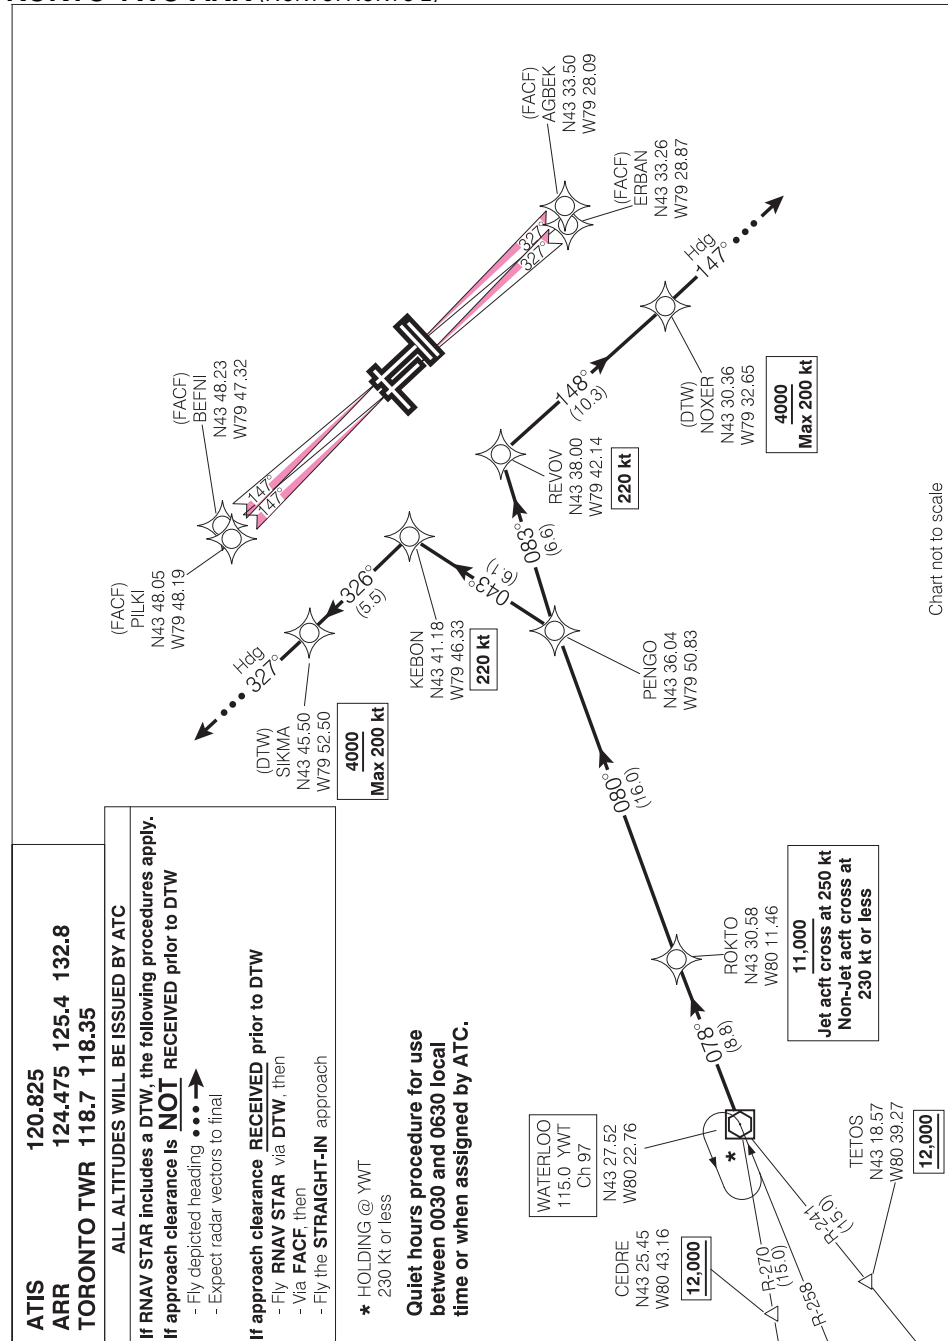 ATIS 120.825
ARR 124.475 125.4 132.8
TORONTO TWR 118.7 118.35
ALL ALTITUDES WILL BE ISSUED BY ATC
If RNAV STAR includes a DTW, the following procedures apply.
If approach clearance is NOT RECEIVED prior to DTW
- Fly depicted heading
- Expect radar vectors to final
If approach clearance RECEIVED prior to DTW
- Fly RNAV STAR via DTW, then
- Via FACF, then
- Fly the STRAIGHT-IN approach
* HOLDING @ YWT
230 Kt or less
Quiet hours procedure for use
between 0030 and 0630 local
time or when assigned by ATC.
(FACF)
PILKI
N43 48.05
W79 48.19
(FACF)
BEFNI
N43 48.23
W79 47.32
147°
147°
327°
327°
(FACF)
AGBEK
N43 33.50
W79 28.09
(FACF)
ERBAN
N43 33.26
W79 28.87
Hdg
327°
(DTW)
SIKMA
N43 45.50
W79 52.50
4000
Max 200 kt
326°
(5.5)
KEBON
N43 41.18
W79 46.33
220 kt
043°
(6.1)
083°
(6.6)
REVOV
N43 38.00
W79 42.14
220 kt
148°
(10.3)
Hdg
147°
(DTW)
NOXER
N43 30.36
W79 32.65
4000
Max 200 kt
PENGO
N43 36.04
W79 50.83
080°
(16.0)
ROKTO
N43 30.58
W80 11.46
11,000
Jet acft cross at 250 kt
Non-Jet acft cross at
230 kt or less
078°
(8.8)
WATERLOO
115.0 YWT
Ch 97
N43 27.52
W80 22.76
*
CEDRE
N43 25.45
W80 43.16
12,000
R-270
(15.0)
R-258
R-241
(15.0)
TETOS
N43 18.57
W80 39.27
12,000
Chart not to scale